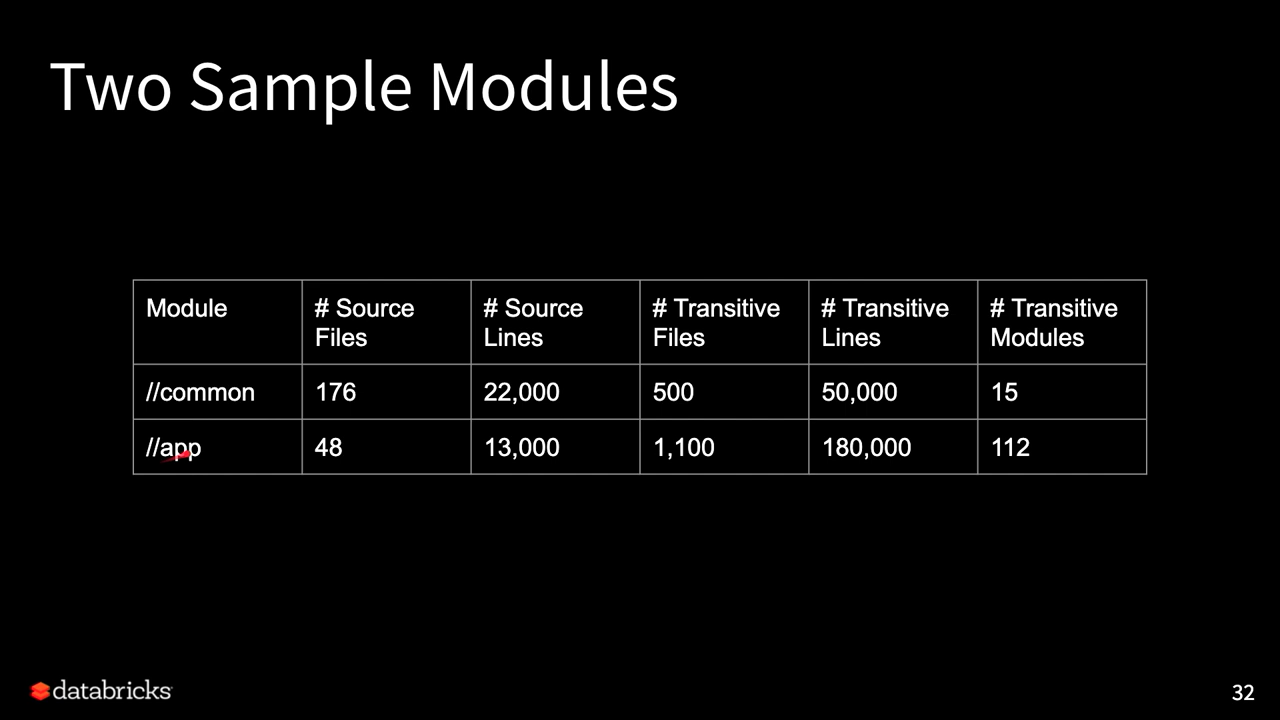 Two Sample Modules
Module # Source Files # Source Lines # Transitive Files # Transitive Lines # Transitive Modules
//common 176 22,000 500 50,000 15
//app 48 13,000 1,100 180,000 112
databricks
32